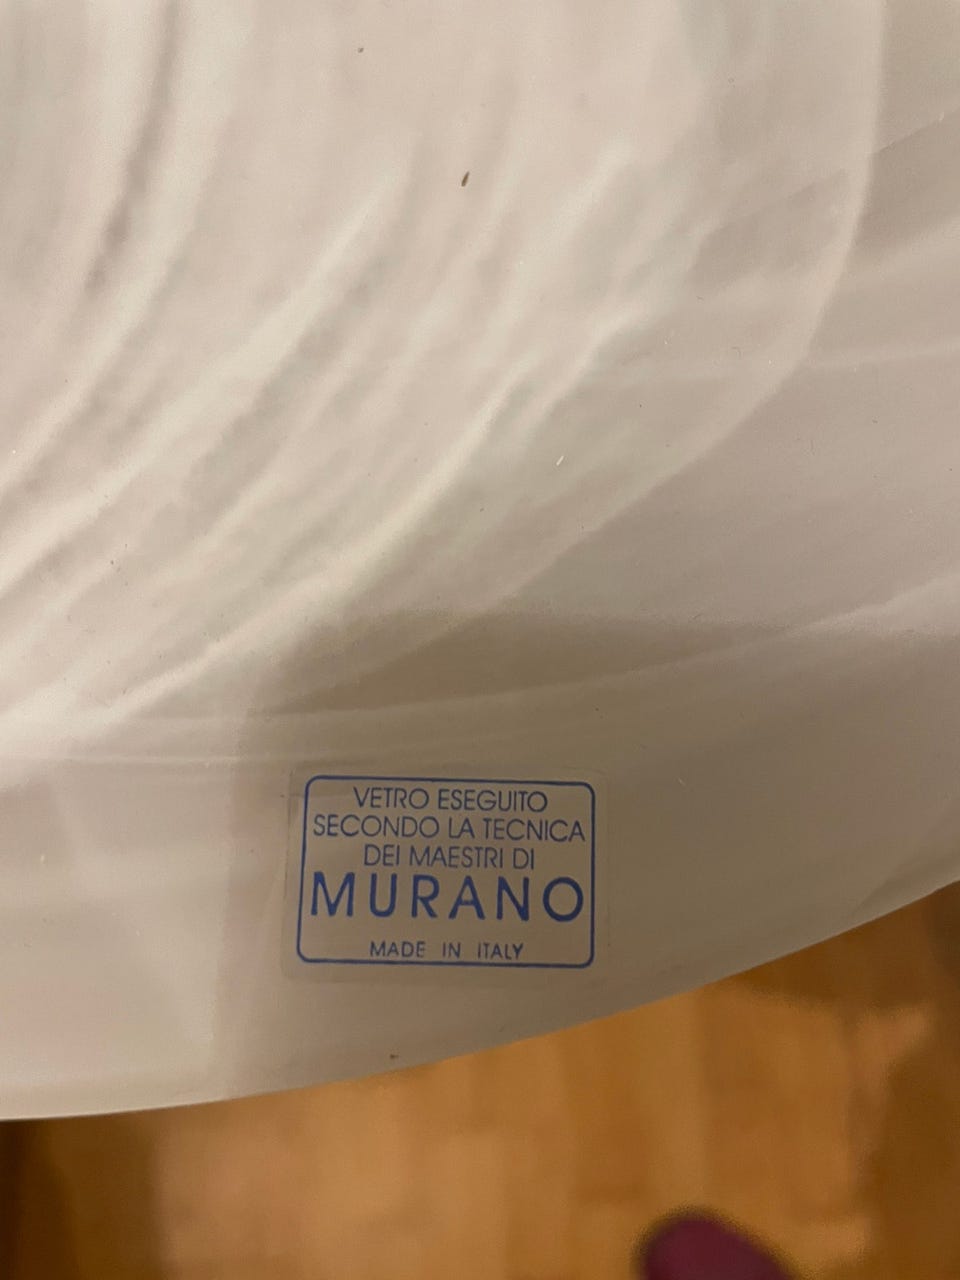 VETRO ESEGUITO
SECONDO LA TECNICA
DEI MAESTRI DI
MURANO
MADE IN ITALY